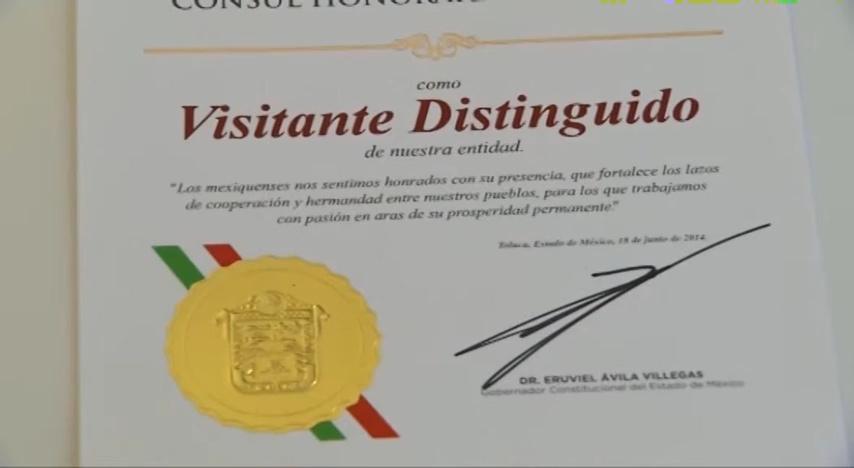 CÓNSUL HONORARIO
como
Visitante Distinguido
de nuestra entidad.
"Los mexiquenses nos sentimos honrados con su presencia, que fortalece los lazos
de cooperación y hermandad entre nuestros pueblos, para los que trabajamos
con pasión en aras de su prosperidad permanente."
Toluca, Estado de México, 18 de junio de 2014.
DR. ERUVIEL ÁVILA VILLEGAS
Gobernador Constitucional del Estado de México